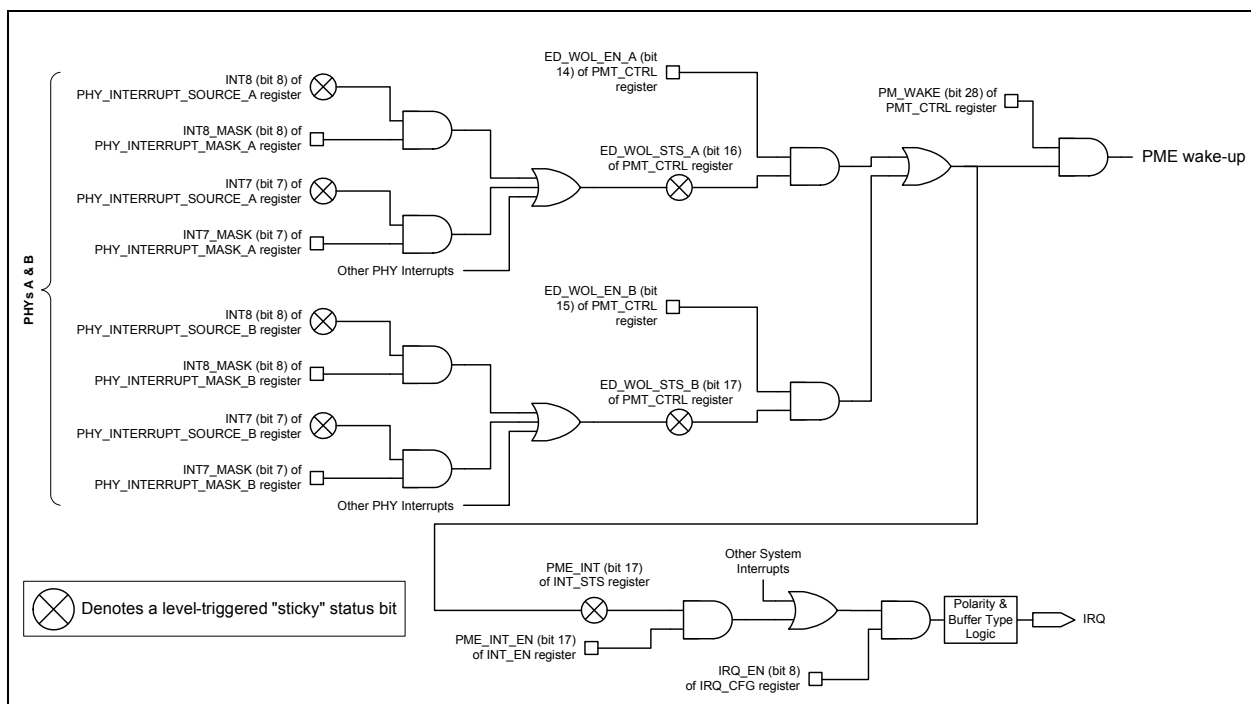 ED_WOL_EN_A (bit
14) of PMT_CTRL
register
INT8 (bit 8) of
PHY_INTERRUPT_SOURCE_A register
PM_WAKE (bit 28) of
PMT_CTRL register
INT8_MASK (bit 8) of
PHY_INTERRUPT_MASK_A register
ED_WOL_STS_A (bit 16)
of PMT_CTRL register
PME wake-up
INT7 (bit 7) of
PHY_INTERRUPT_SOURCE_A register
INT7_MASK (bit 7) of
PHY_INTERRUPT_MASK_A register
Other PHY Interrupts
PHYs A & B
ED_WOL_EN_B (bit
15) of PMT_CTRL
register
INT8 (bit 8) of
PHY_INTERRUPT_SOURCE_B register
INT8_MASK (bit 8) of
PHY_INTERRUPT_MASK_B register
ED_WOL_STS_B (bit 17)
of PMT_CTRL register
INT7 (bit 7) of
PHY_INTERRUPT_SOURCE_B register
INT7_MASK (bit 7) of
PHY_INTERRUPT_MASK_B register
Other PHY Interrupts
Denotes a level-triggered "sticky" status bit
PME_INT (bit 17)
of INT_STS register
Other System
Interrupts
PME_INT_EN (bit 17)
of INT_EN register
IRQ_EN (bit 8)
of IRQ_CFG register
Polarity &
Buffer Type
Logic
IRQ